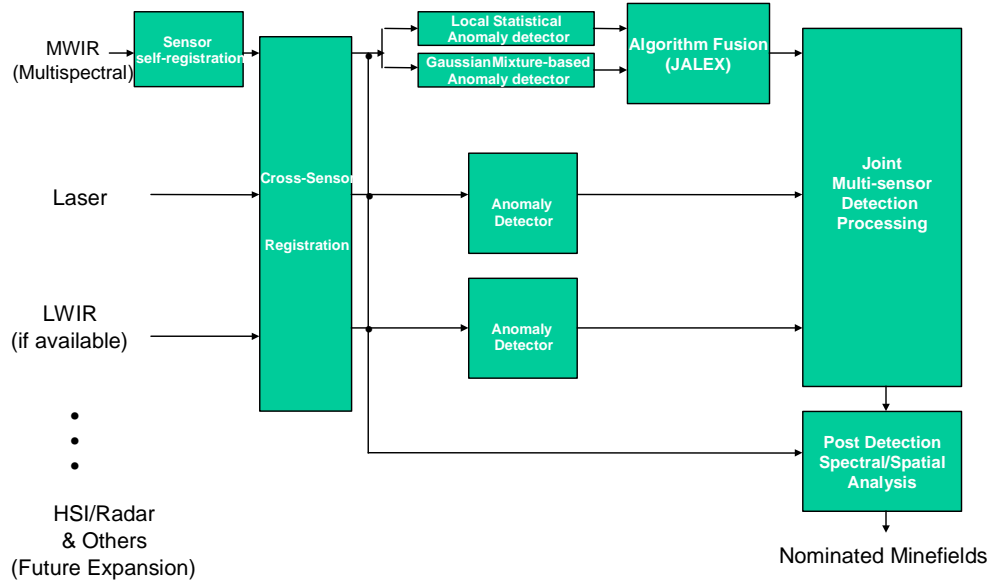 MWIR
(Multispectral)
Sensor
self-registration
Local Statistical
Anomaly detector
Gaussian Mixture-based
Anomaly detector
Algorithm Fusion
(JALEX)
Laser
Cross-Sensor
Registration
Anomaly
Detector
Joint
Multi-sensor
Detection
Processing
LWIR
(if available)
Anomaly
Detector
Post Detection
Spectral/Spatial
Analysis
HSI/Radar
& Others
(Future Expansion)
Nominated Minefields